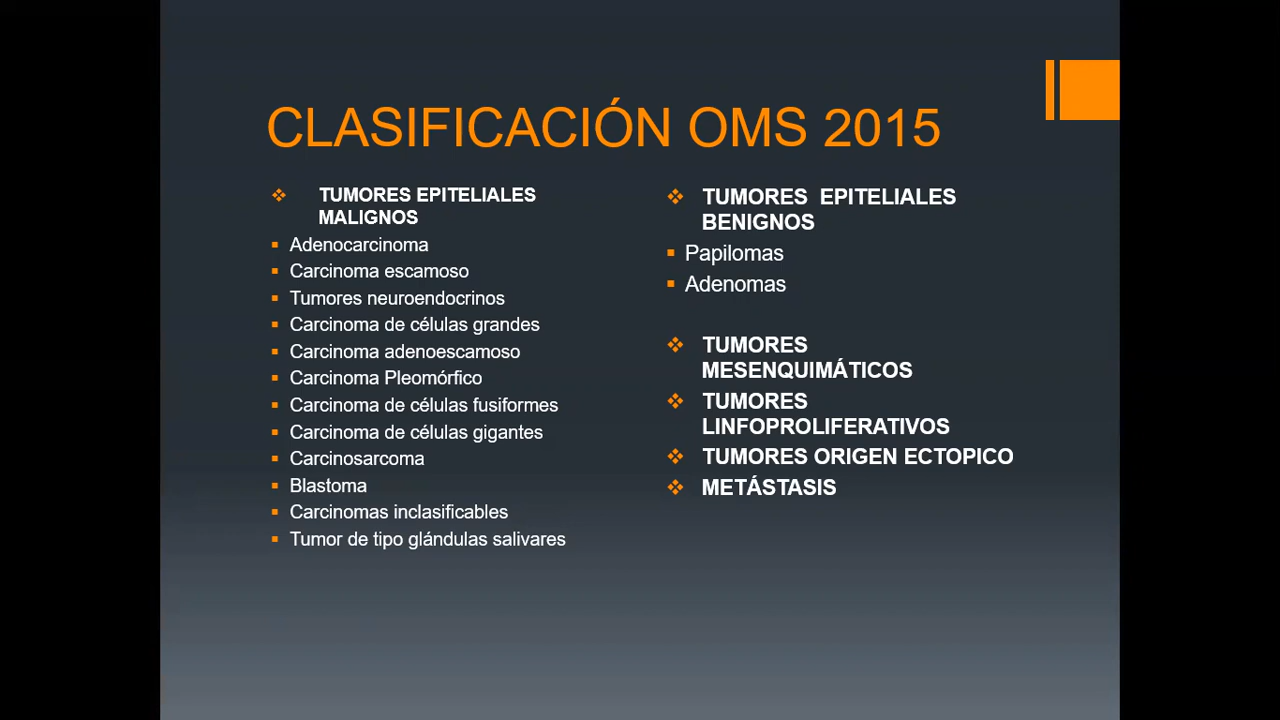 CLASIFICACIÓN OMS 2015
TUMORES EPITELIALES
MALIGNOS
Adenocarcinoma
Carcinoma escamoso
Tumores neuroendocrinos
Carcinoma de células grandes
Carcinoma adenoescamoso
Carcinoma Pleomórfico
Carcinoma de células fusiformes
Carcinoma de células gigantes
Carcinosarcoma
Blastoma
Carcinomas inclasificables
Tumor de tipo glándulas salivares
TUMORES EPITELIALES
BENIGNOS
Papilomas
Adenomas
TUMORES
MESENQUIMÁTICOS
TUMORES
LINFOPROLIFERATIVOS
TUMORES ORIGEN ECTOPICO
METÁSTASIS